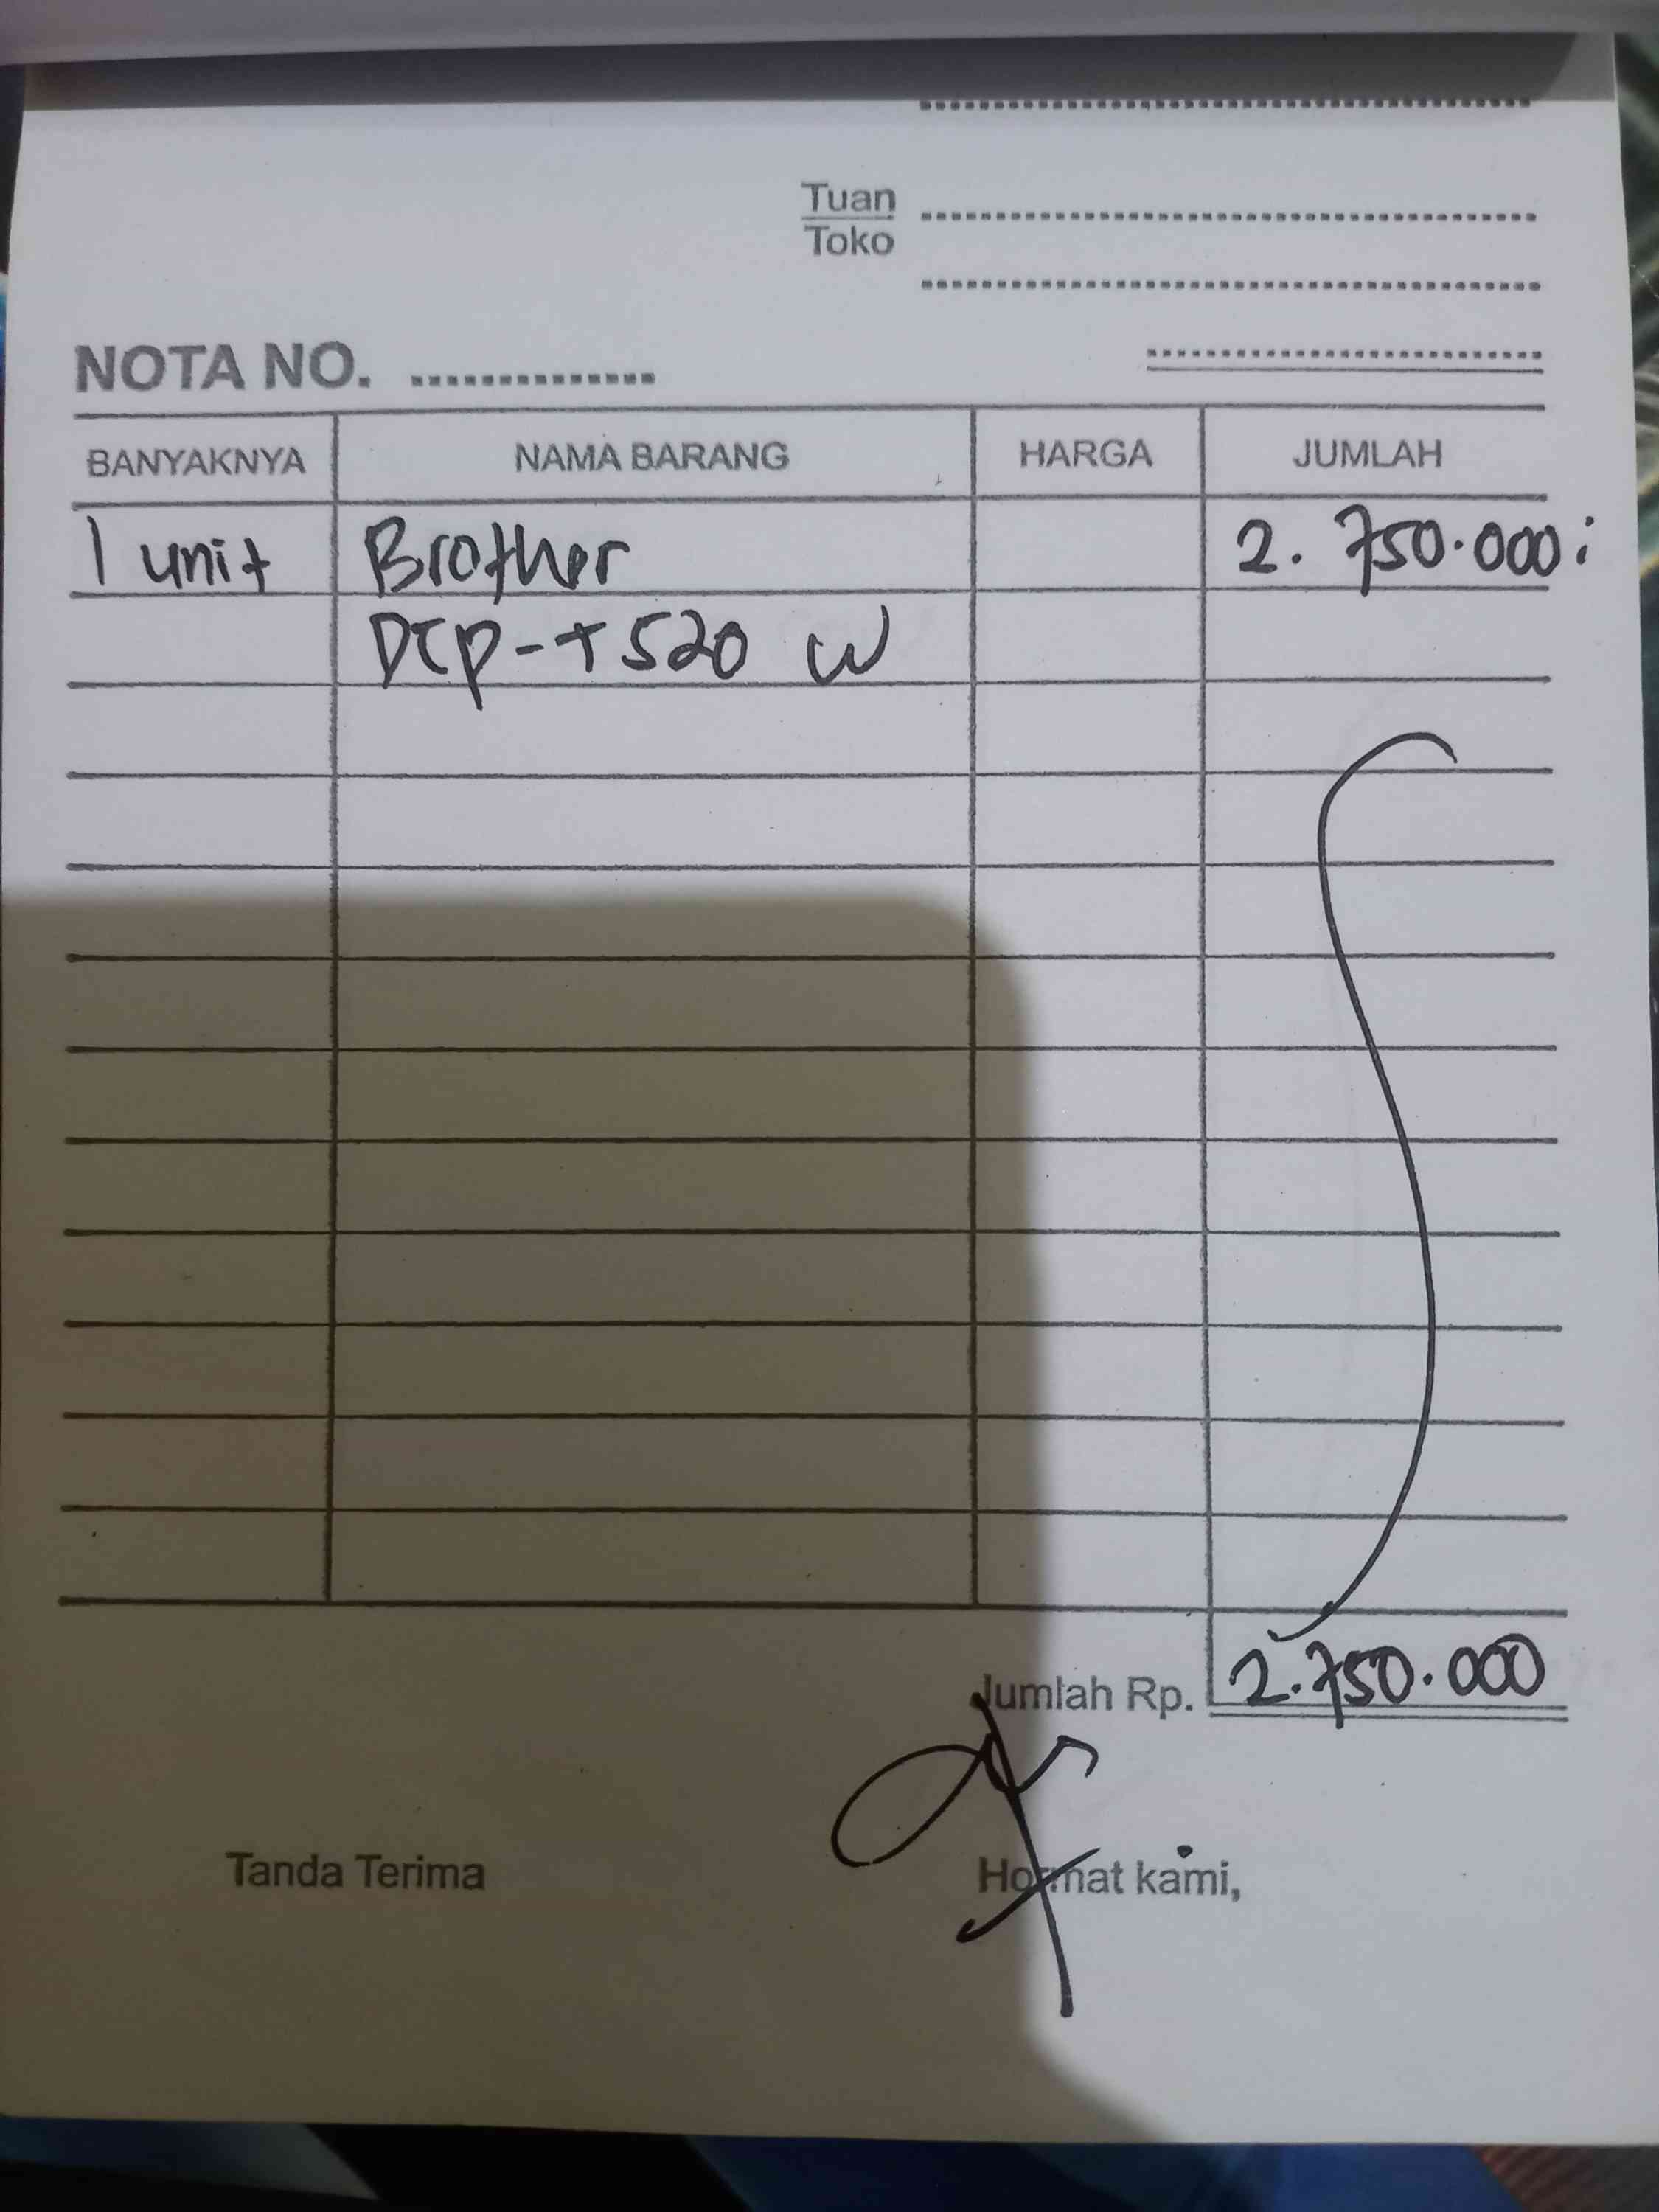 Tuan
Toko
NOTA NO.
BANYAKNYA NAMA BARANG HARGA JUMLAH
1 unit Brother 2.750.000
DCP-T520 W
Jumlah Rp. 2.750.000
Tanda Terima Hormat kami,